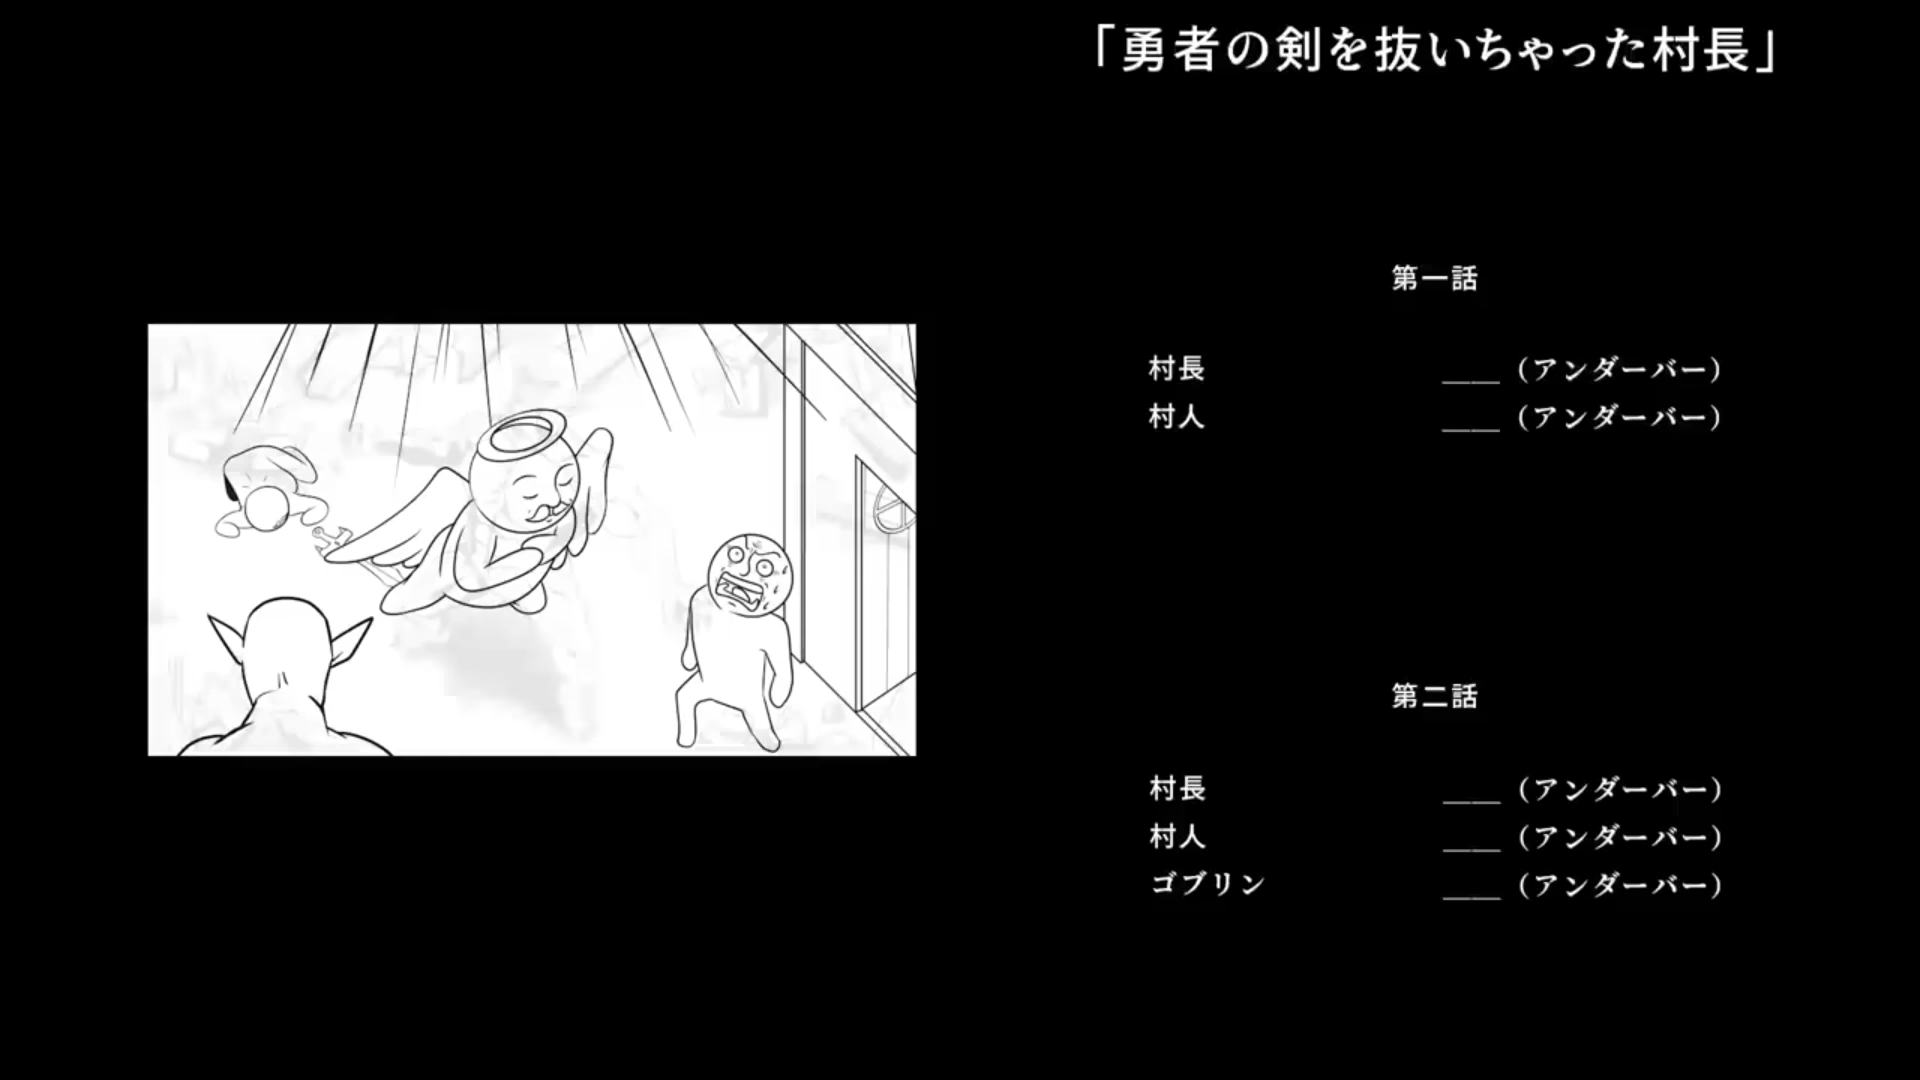 「勇者の剣を抜いちゃった村長」
第一話
村長 ＿＿（アンダーバー）
村人 ＿＿（アンダーバー）
第二話
村長 ＿＿（アンダーバー）
村人 ＿＿（アンダーバー）
ゴブリン ＿＿（アンダーバー）